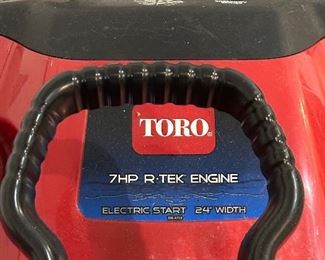 TORO
7HP R·TEK ENGINE
ELECTRIC START 24" WIDTH